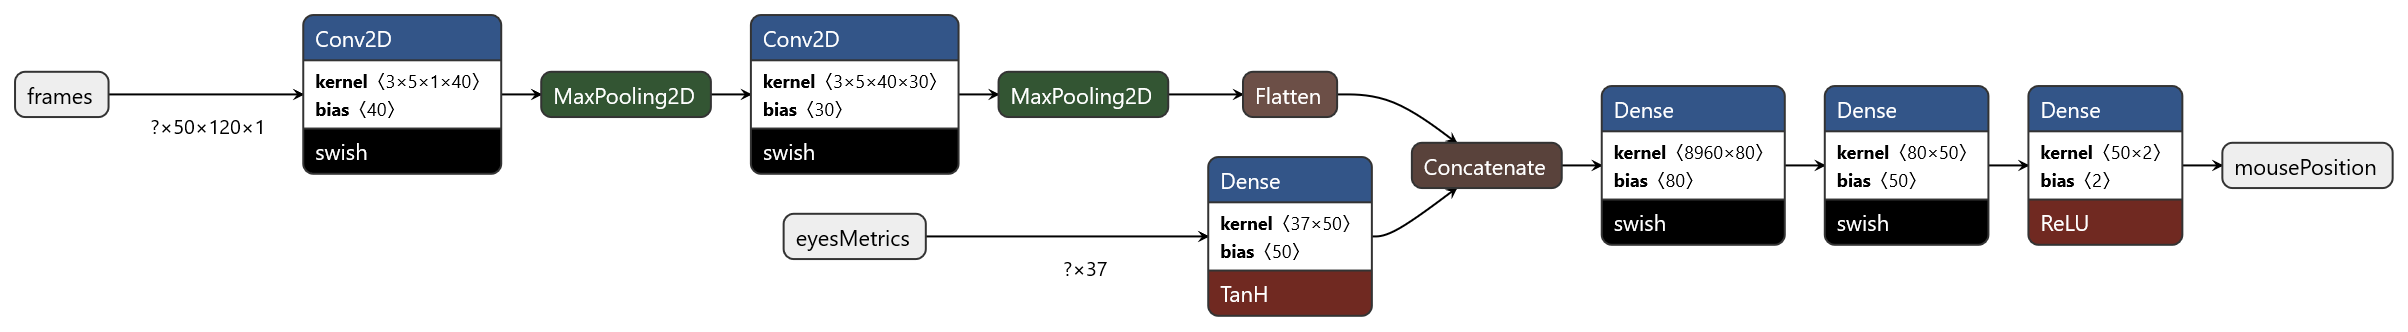 frames
?×50×120×1
Conv2D
kernel 〈3×5×1×40〉
bias 〈40〉
swish
MaxPooling2D
Conv2D
kernel 〈3×5×40×30〉
bias 〈30〉
swish
MaxPooling2D
Flatten
eyesMetrics
?×37
Dense
kernel 〈37×50〉
bias 〈50〉
TanH
Concatenate
Dense
kernel 〈8960×80〉
bias 〈80〉
swish
Dense
kernel 〈80×50〉
bias 〈50〉
swish
Dense
kernel 〈50×2〉
bias 〈2〉
ReLU
mousePosition